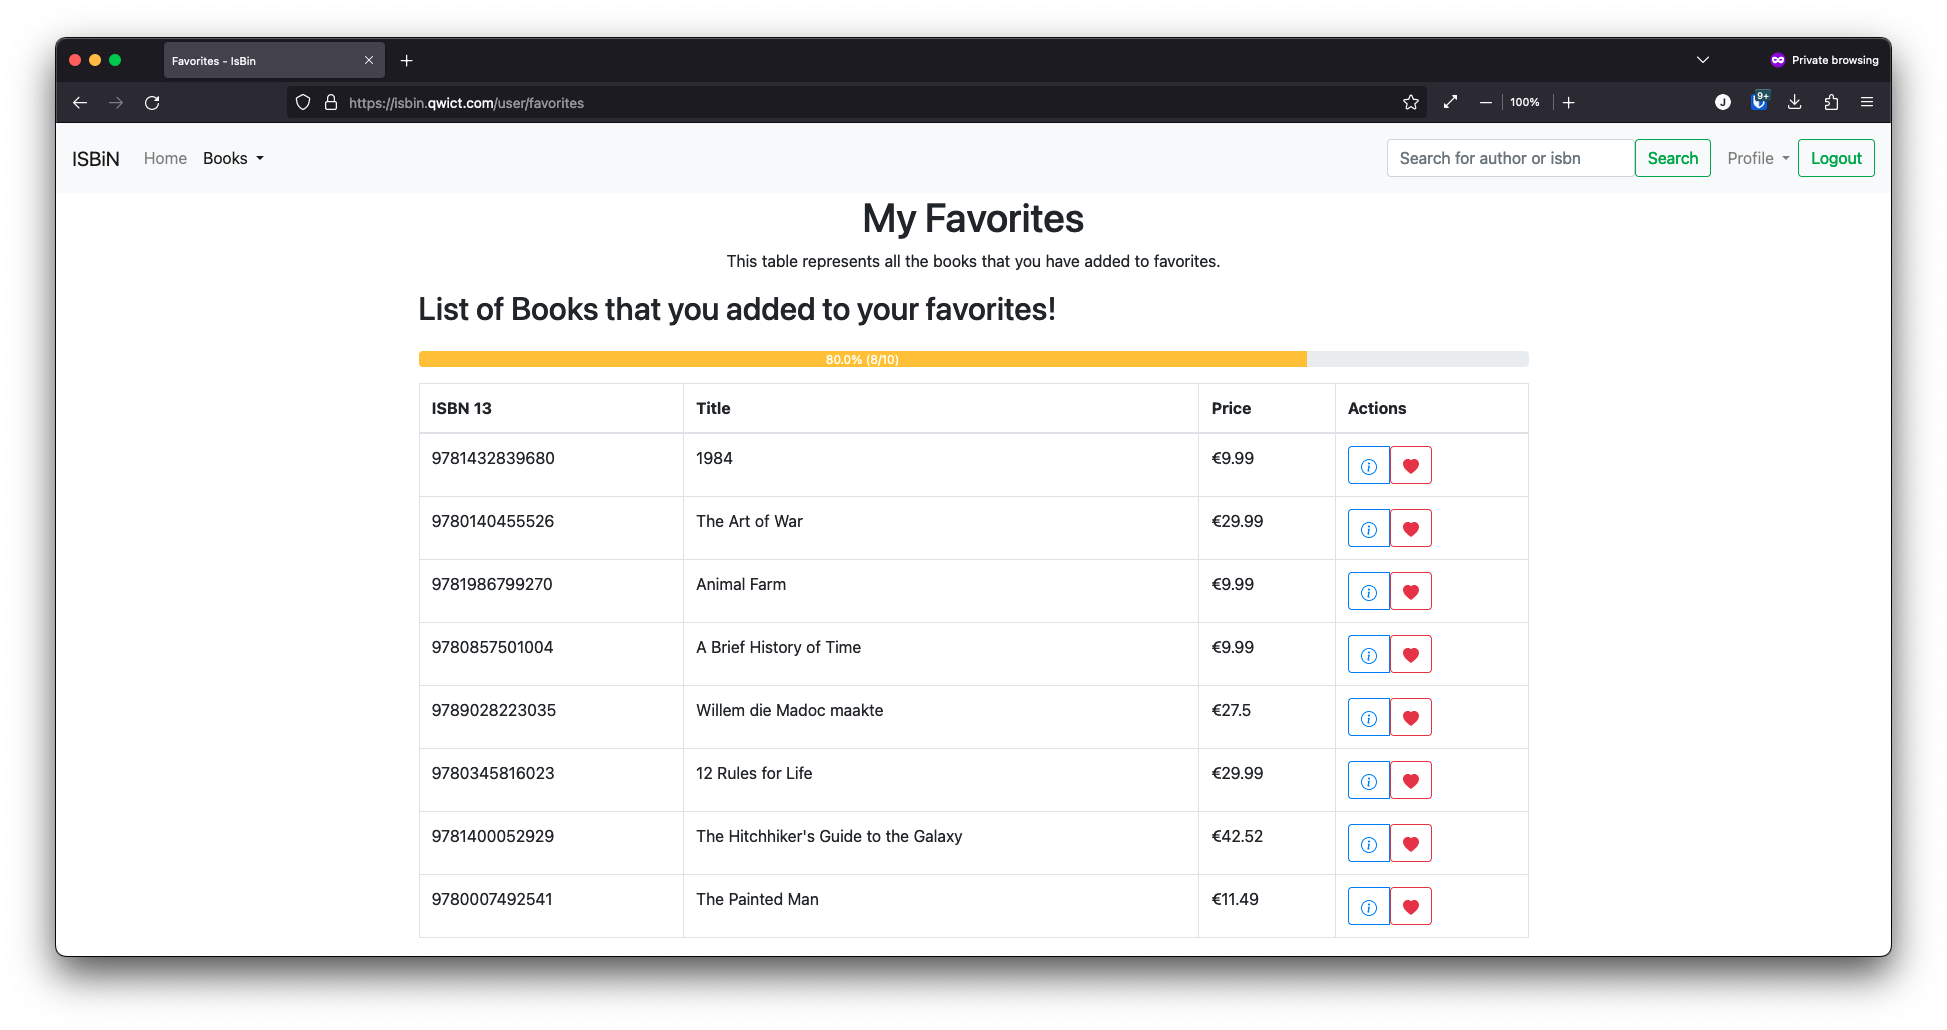 Favorites - IsBin
Private browsing
https://isbin.qwict.com/user/favorites
100%
J
9+
ISBiN Home Books
Search for author or isbn Search Profile Logout
My Favorites
This table represents all the books that you have added to favorites.
List of Books that you added to your favorites!
80.0% (8/10)
ISBN 13 Title Price Actions
9781432839680 1984 €9.99
9780140455526 The Art of War €29.99
9781986799270 Animal Farm €9.99
9780857501004 A Brief History of Time €9.99
9789028223035 Willem die Madoc maakte €27.5
9780345816023 12 Rules for Life €29.99
9781400052929 The Hitchhiker's Guide to the Galaxy €42.52
9780007492541 The Painted Man €11.49